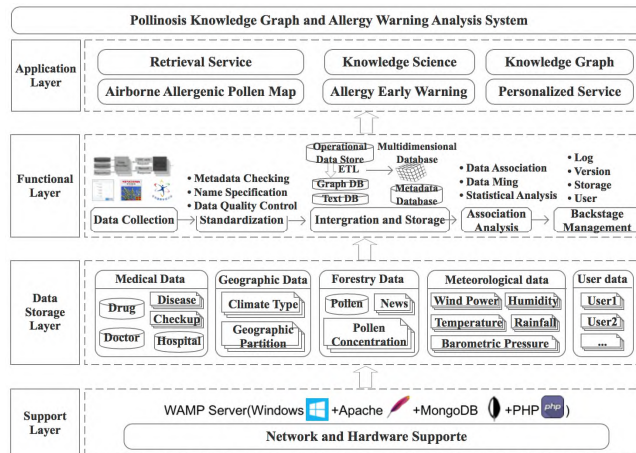 Pollinosis Knowledge Graph and Allergy Warning Analysis System
Application
Layer
Retrieval Service
Knowledge Science
Knowledge Graph
Airborne Allergenic Pollen Map
Allergy Early Warning
Personalized Service
Functional
Layer
Data Collection
• Metadata Checking
• Name Specification
• Data Quality Control
Standardization
Operational
Data Store
ETL
Multidimensional
Database
Graph DB
Text DB
Metadata
Database
Intergration and Storage
• Data Association
• Data Ming
• Statistical Analysis
Association
Analysis
• Log
• Version
• Storage
• User
Backstage
Management
Data
Storage
Layer
Medical Data
Drug
Disease
Checkup
Doctor
Hospital
Geographic Data
Climate Type
Geographic
Partition
Forestry Data
Pollen
News
Pollen
Concentration
Meteorological data
Wind Power
Humidity
Temperature
Rainfall
Barometric Pressure
User data
User1
User2
...
Support
Layer
WAMP Server(Windows +Apache +MongoDB +PHP php )
Network and Hardware Supporte